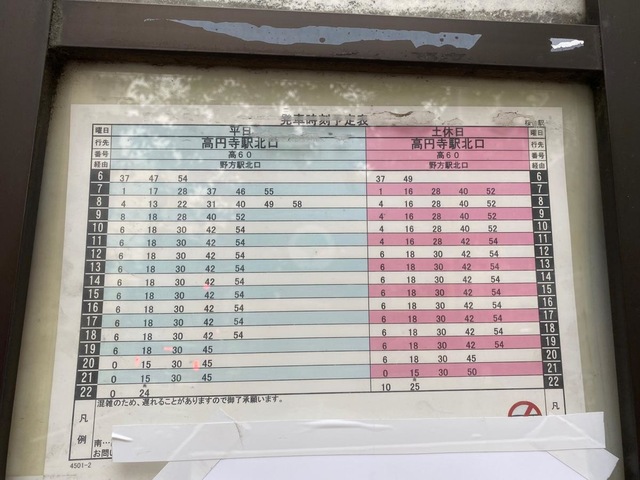 発車時刻予定表
曜日 平日 土休日 曜日
行先 高円寺駅北口 高円寺駅北口 行先
番号 高60 高60 番号
経由 野方駅北口 野方駅北口 経由
6 37 47 54 37 49 6
7 1 17 28 37 46 55 1 16 28 40 52 7
8 4 13 22 31 40 49 58 4 16 28 40 52 8
9 8 18 28 40 52 4 16 28 40 52 9
10 6 18 30 42 54 4 16 28 40 52 10
11 6 18 30 42 54 4 16 28 42 54 11
12 6 18 30 42 54 6 18 30 42 54 12
13 6 18 30 42 54 6 18 30 42 54 13
14 6 18 30 42 54 6 18 30 42 54 14
15 6 18 30 42 54 6 18 30 42 54 15
16 6 18 30 42 54 6 18 30 42 54 16
17 6 18 30 42 54 6 18 30 42 54 17
18 6 18 30 42 54 6 18 30 42 54 18
19 6 18 30 45 6 18 30 42 54 19
20 0 15 30 45 6 20 45 20
21 0 15 30 45 0 15 30 50 21
22 0 24 10 25 22
混雑のため、遅れることがありますので御了承願います。
凡例 凡
南…
お問い
4501-2